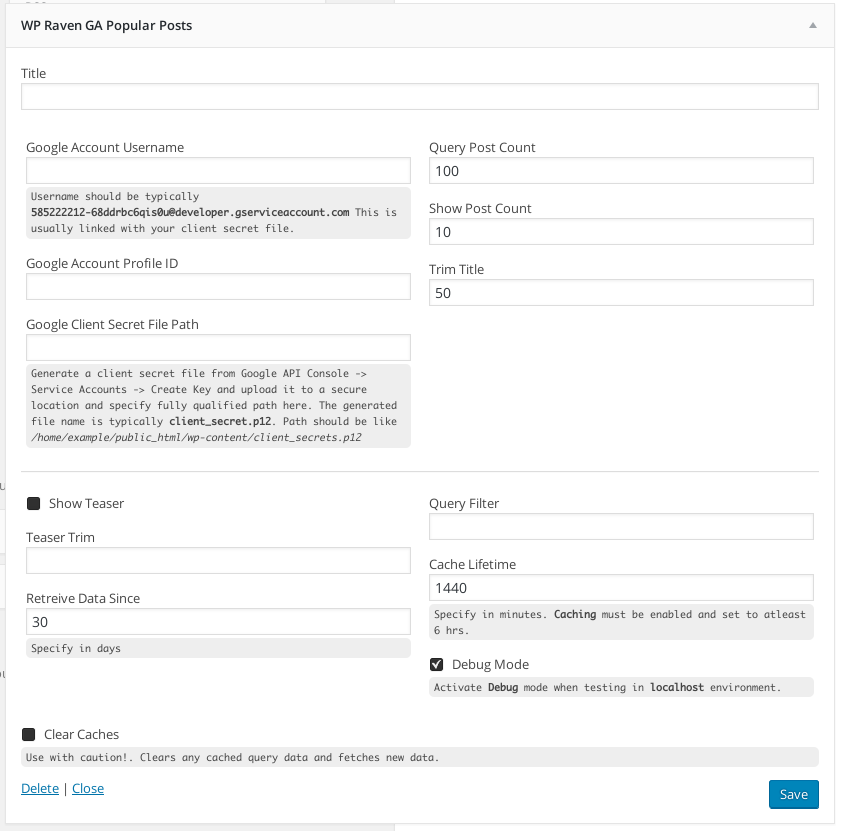 WP Raven GA Popular Posts
Title
Google Account Username
Username should be typically
585222212-68ddrbc6qis0u@developer.gserviceaccount.com This is
usually linked with your client secret file.
Google Account Profile ID
Google Client Secret File Path
Generate a client secret file from Google API Console ->
Service Accounts -> Create Key and upload it to a secure
location and specify fully qualified path here. The generated
file name is typically client_secret.p12. Path should be like
/home/example/public_html/wp-content/client_secrets.p12
Query Post Count
100
Show Post Count
10
Trim Title
50
Show Teaser
Teaser Trim
Retreive Data Since
30
Specify in days
Query Filter
Cache Lifetime
1440
Specify in minutes. Caching must be enabled and set to atleast
6 hrs.
Debug Mode
Activate Debug mode when testing in localhost environment.
Clear Caches
Use with caution!. Clears any cached query data and fetches new data.
Delete | Close
Save